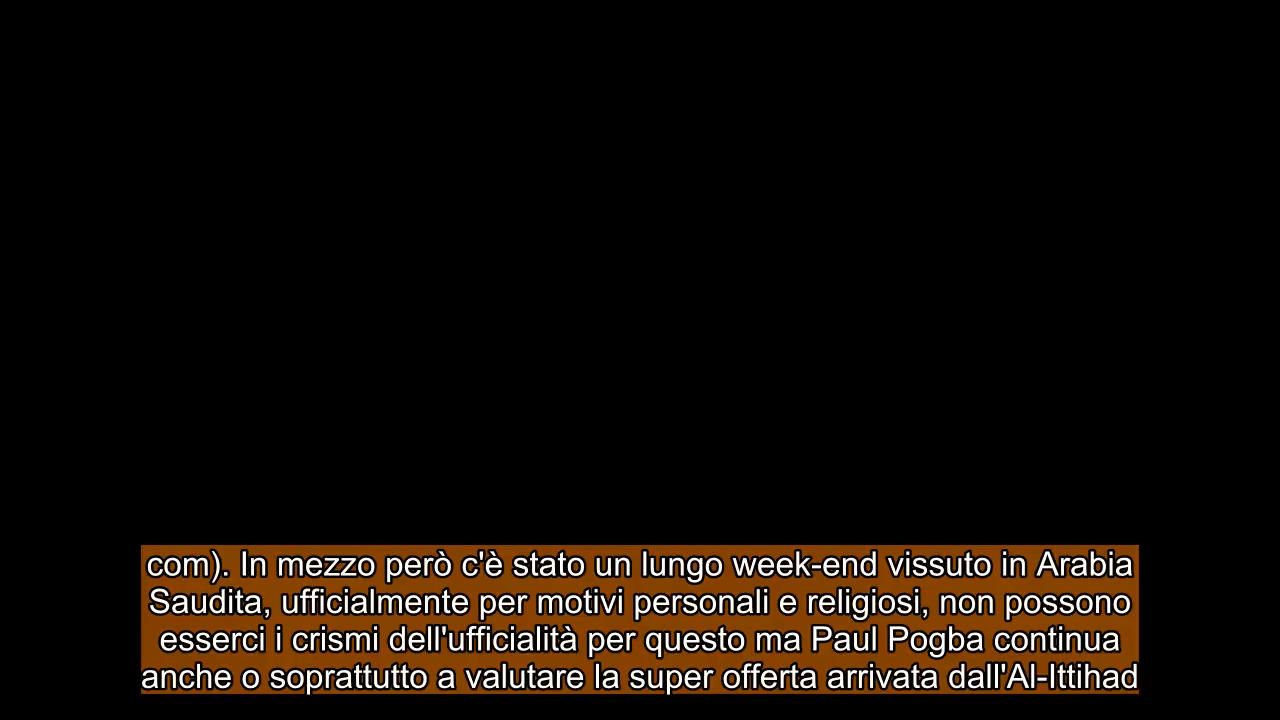 com). In mezzo però c'è stato un lungo week-end vissuto in Arabia
Saudita, ufficialmente per motivi personali e religiosi, non possono
esserci i crismi dell'ufficialità per questo ma Paul Pogba continua
anche o soprattutto a valutare la super offerta arrivata dall'Al-Ittihad